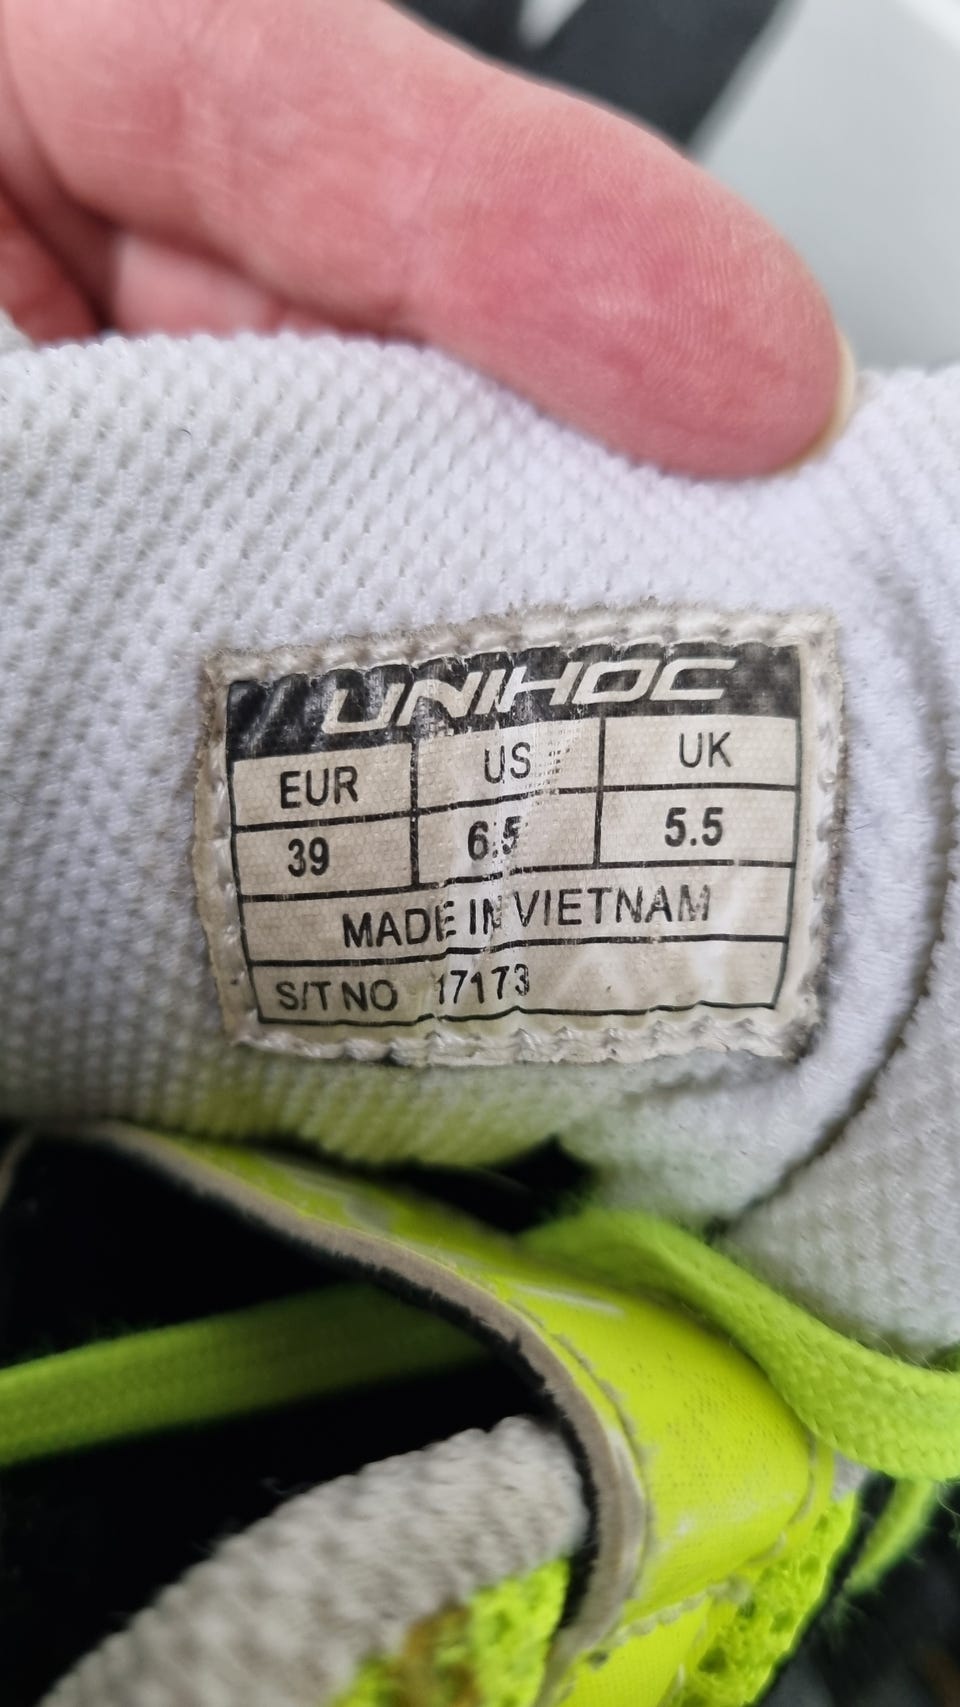 UNIHOC
EUR US UK
39 6.5 5.5
MADE IN VIETNAM
S/T NO 17173